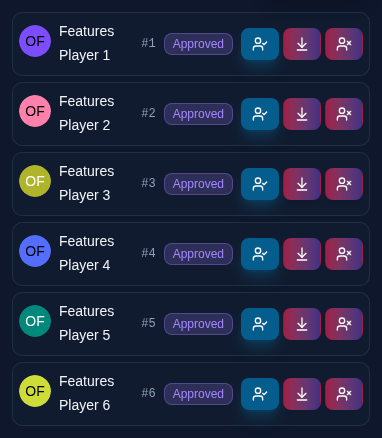 OF Features Player 1 #1 Approved
OF Features Player 2 #2 Approved
OF Features Player 3 #3 Approved
OF Features Player 4 #4 Approved
OF Features Player 5 #5 Approved
OF Features Player 6 #6 Approved